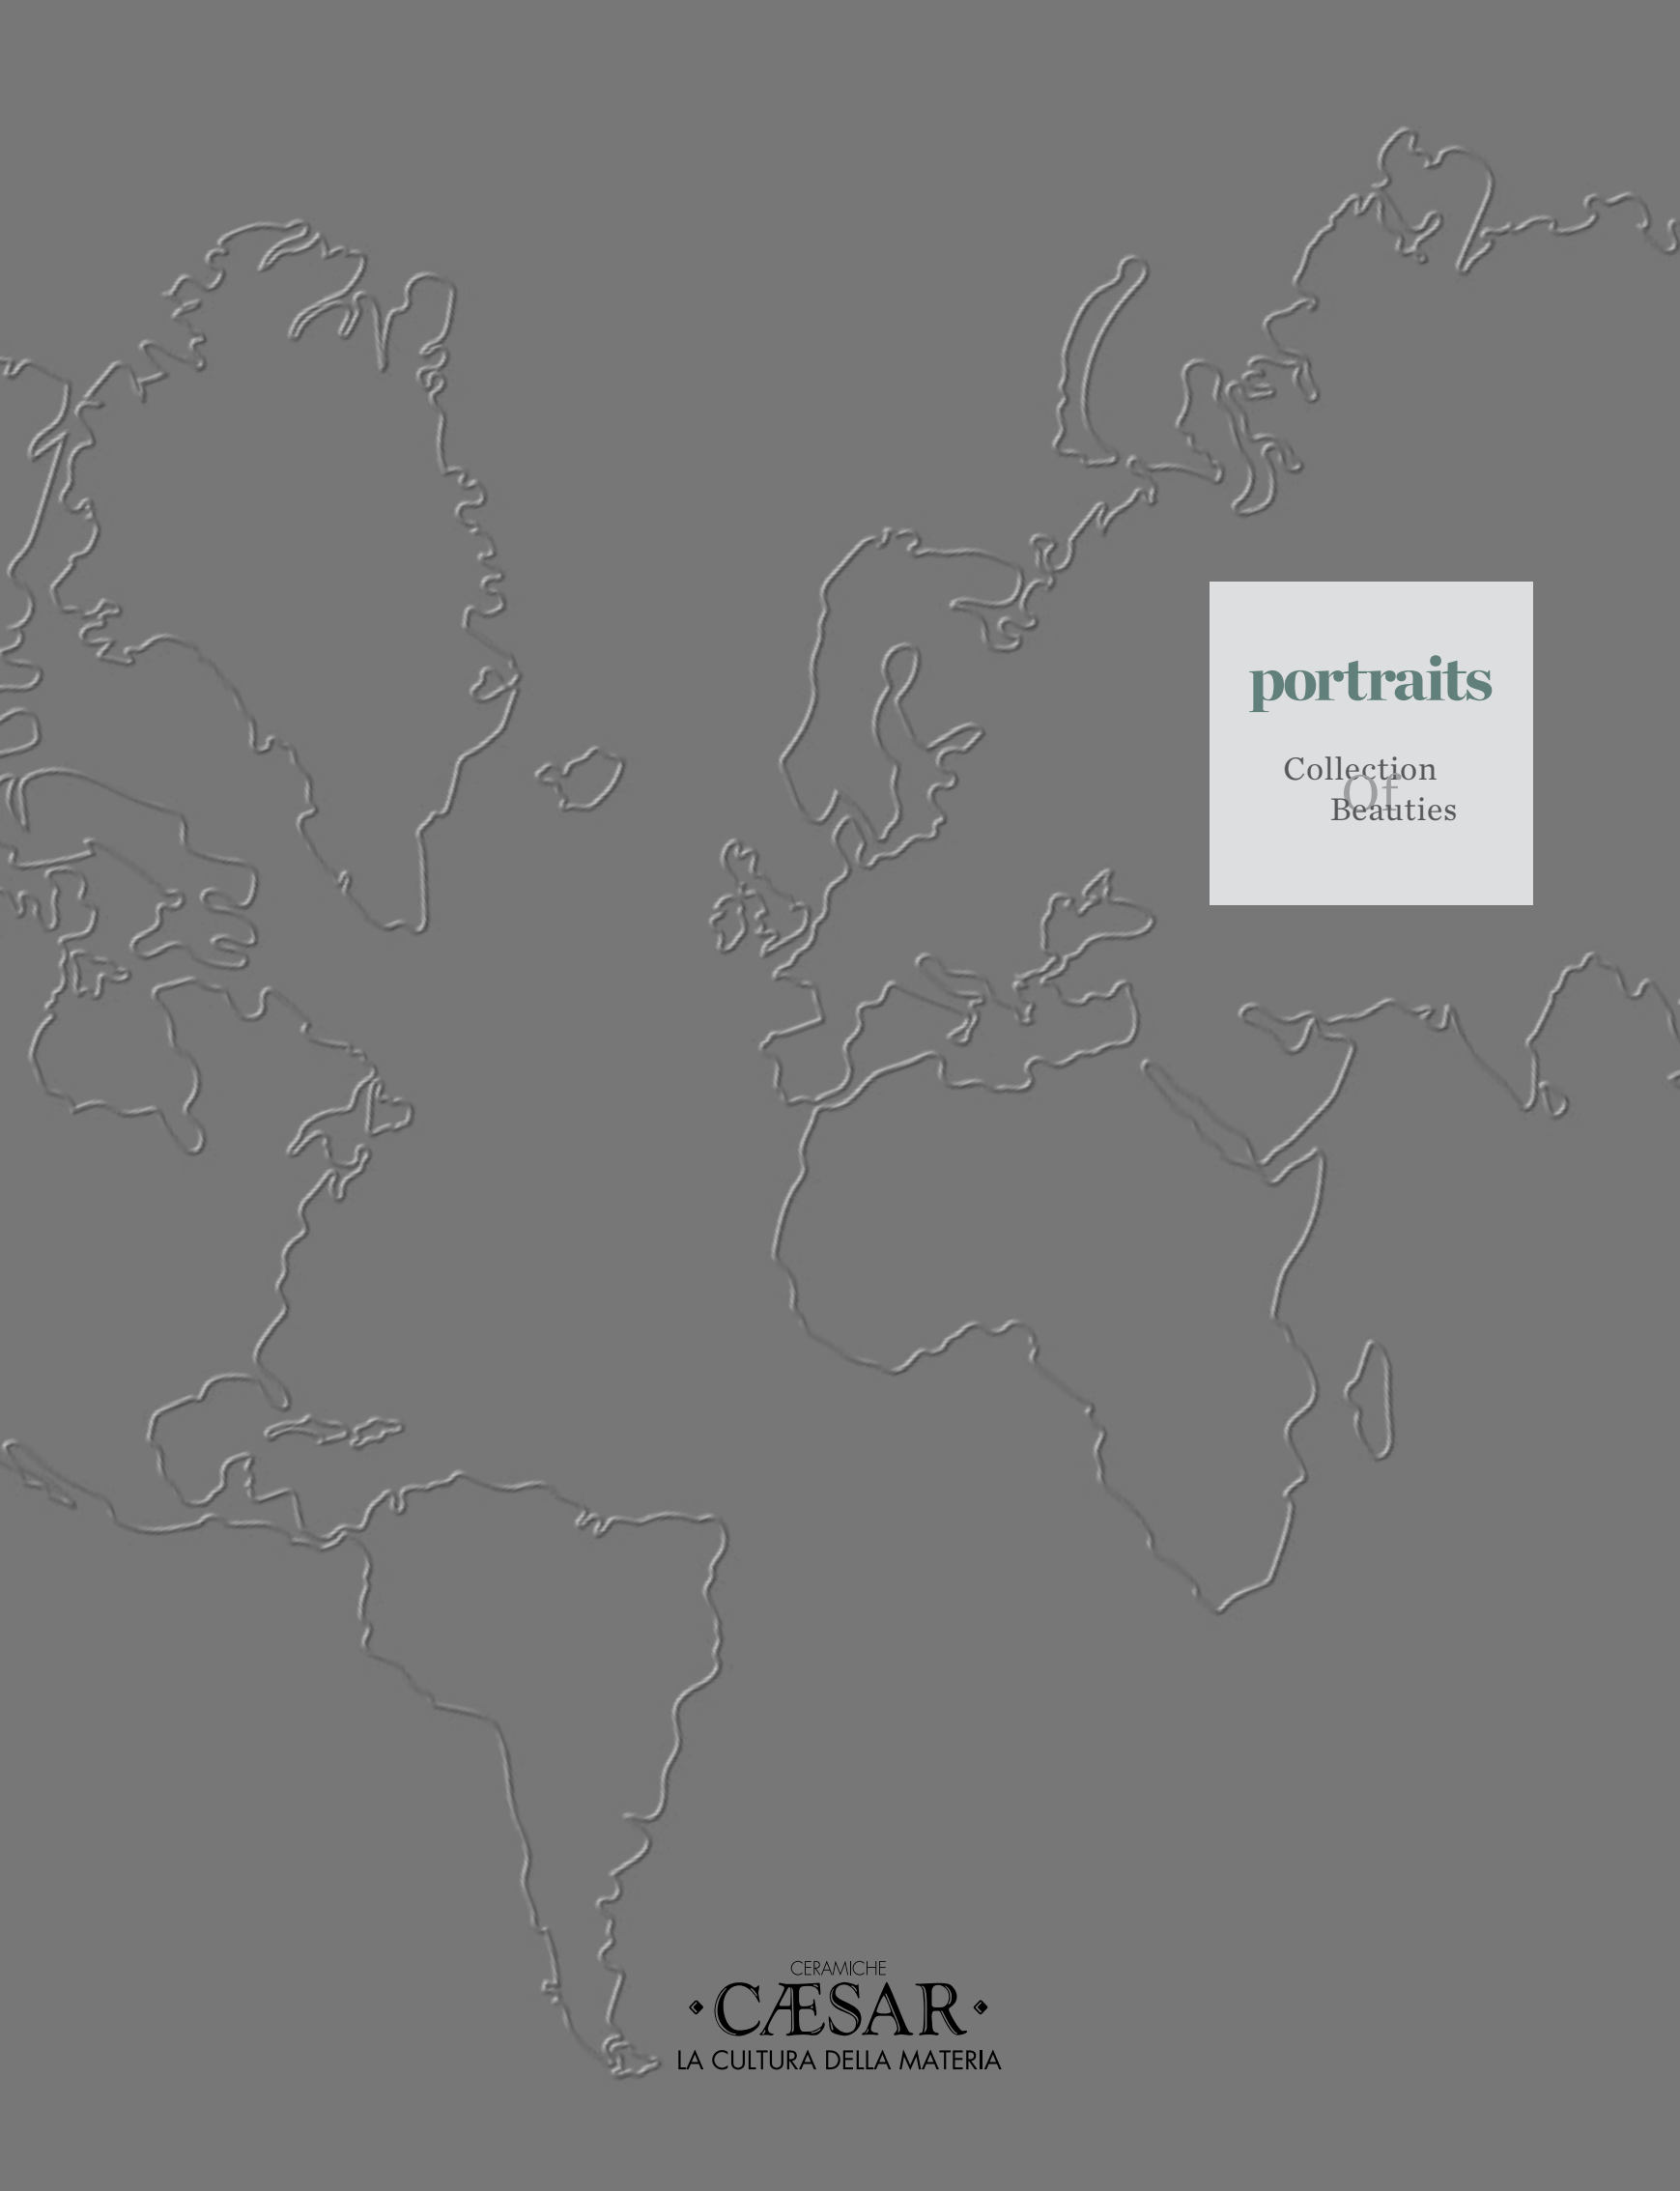 portraits
Collection
Of
Beauties
CERAMICHE
CÆSAR
LA CULTURA DELLA MATERIA